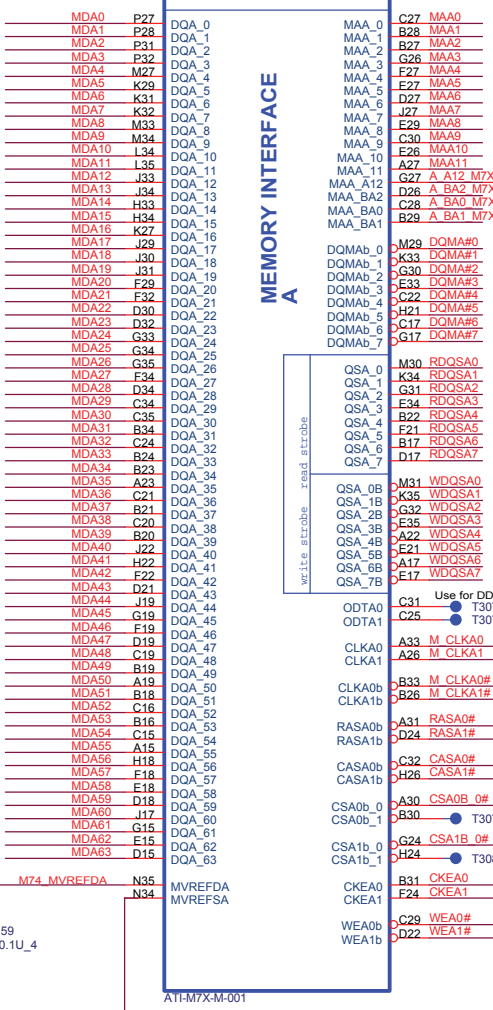 MDA0 P27 DQA_0 MAA_0 C27 MAA0
MDA1 P28 DQA_1 MAA_1 B28 MAA1
MDA2 P31 DQA_2 MAA_2 B27 MAA2
MDA3 P32 DQA_3 MAA_3 G26 MAA3
MDA4 M27 DQA_4 MAA_4 F27 MAA4
MDA5 K29 DQA_5 MAA_5 E27 MAA5
MDA6 K31 DQA_6 MAA_6 D27 MAA6
MDA7 K32 DQA_7 MAA_7 J27 MAA7
MDA8 M33 DQA_8 MAA_8 E29 MAA8
MDA9 M34 DQA_9 MAA_9 C30 MAA9
MDA10 L34 DQA_10 MAA_10 E26 MAA10
MDA11 L35 DQA_11 MAA_11 A27 MAA11
MDA12 J33 DQA_12 MAA_A12 G27 A_A12_M7X
MDA13 J34 DQA_13 MAA_BA2 D26 A_BA2_M7X
MDA14 H33 DQA_14 MAA_BA0 C28 A_BA0_M7X
MDA15 H34 DQA_15 MAA_BA1 B29 A_BA1_M7X
MDA16 K27 DQA_16
MDA17 J29 DQA_17 DQMAb_0 M29 DQMA#0
MDA18 J30 DQA_18 DQMAb_1 K33 DQMA#1
MDA19 J31 DQA_19 DQMAb_2 G30 DQMA#2
MDA20 F29 DQA_20 DQMAb_3 E33 DQMA#3
MDA21 F32 DQA_21 DQMAb_4 C22 DQMA#4
MDA22 D30 DQA_22 DQMAb_5 H21 DQMA#5
MDA23 D32 DQA_23 DQMAb_6 C17 DQMA#6
MDA24 G33 DQA_24 DQMAb_7 G17 DQMA#7
MDA25 G34 DQA_25
MDA26 G35 DQA_26 QSA_0 M30 RDQSA0
MDA27 F34 DQA_27 QSA_1 K34 RDQSA1
MDA28 D34 DQA_28 QSA_2 G31 RDQSA2
MDA29 C34 DQA_29 QSA_3 E34 RDQSA3
MDA30 C35 DQA_30 QSA_4 B22 RDQSA4
MDA31 B34 DQA_31 QSA_5 F21 RDQSA5
MDA32 C24 DQA_32 QSA_6 B17 RDQSA6
MDA33 B24 DQA_33 QSA_7 D17 RDQSA7
MDA34 B23 DQA_34
MDA35 A23 DQA_35 QSA_0B M31 WDQSA0
MDA36 C21 DQA_36 QSA_1B K35 WDQSA1
MDA37 B21 DQA_37 QSA_2B G32 WDQSA2
MDA38 C20 DQA_38 QSA_3B E35 WDQSA3
MDA39 B20 DQA_39 QSA_4B A22 WDQSA4
MDA40 J22 DQA_40 QSA_5B E21 WDQSA5
MDA41 H22 DQA_41 QSA_6B A17 WDQSA6
MDA42 F22 DQA_42 QSA_7B E17 WDQSA7
MDA43 D21 DQA_43 Use for DD
MDA44 J19 DQA_44 ODTA0 C31 T30
MDA45 G19 DQA_45 ODTA1 C25 T30
MDA46 F19 DQA_46
MDA47 D19 DQA_47 CLKA0 A33 M_CLKA0
MDA48 C19 DQA_48 CLKA1 A26 M_CLKA1
MDA49 B19 DQA_49
MDA50 A19 DQA_50 CLKA0b B33 M_CLKA0#
MDA51 B18 DQA_51 CLKA1b B26 M_CLKA1#
MDA52 C16 DQA_52
MDA53 B16 DQA_53 RASA0b A31 RASA0#
MDA54 C15 DQA_54 RASA1b D24 RASA1#
MDA55 A15 DQA_55
MDA56 H18 DQA_56 CASA0b C32 CASA0#
MDA57 F18 DQA_57 CASA1b H26 CASA1#
MDA58 E18 DQA_58
MDA59 D18 DQA_59 CSA0b_0 A30 CSA0B_0#
MDA60 J17 DQA_60 CSA0b_1 B30 T30
MDA61 G15 DQA_61
MDA62 E15 DQA_62 CSA1b_0 G24 CSA1B_0#
MDA63 D15 DQA_63 CSA1b_1 H24 T30
M74_MVREFDA N35 MVREFDA CKEA0 B31 CKEA0
N34 MVREFSA CKEA1 F24 CKEA1
WEA0b C29 WEA0#
WEA1b D22 WEA1#
MEMORY INTERFACE
A
read strobe
write strobe
59
0.1U_4
ATI-M7X-M-001